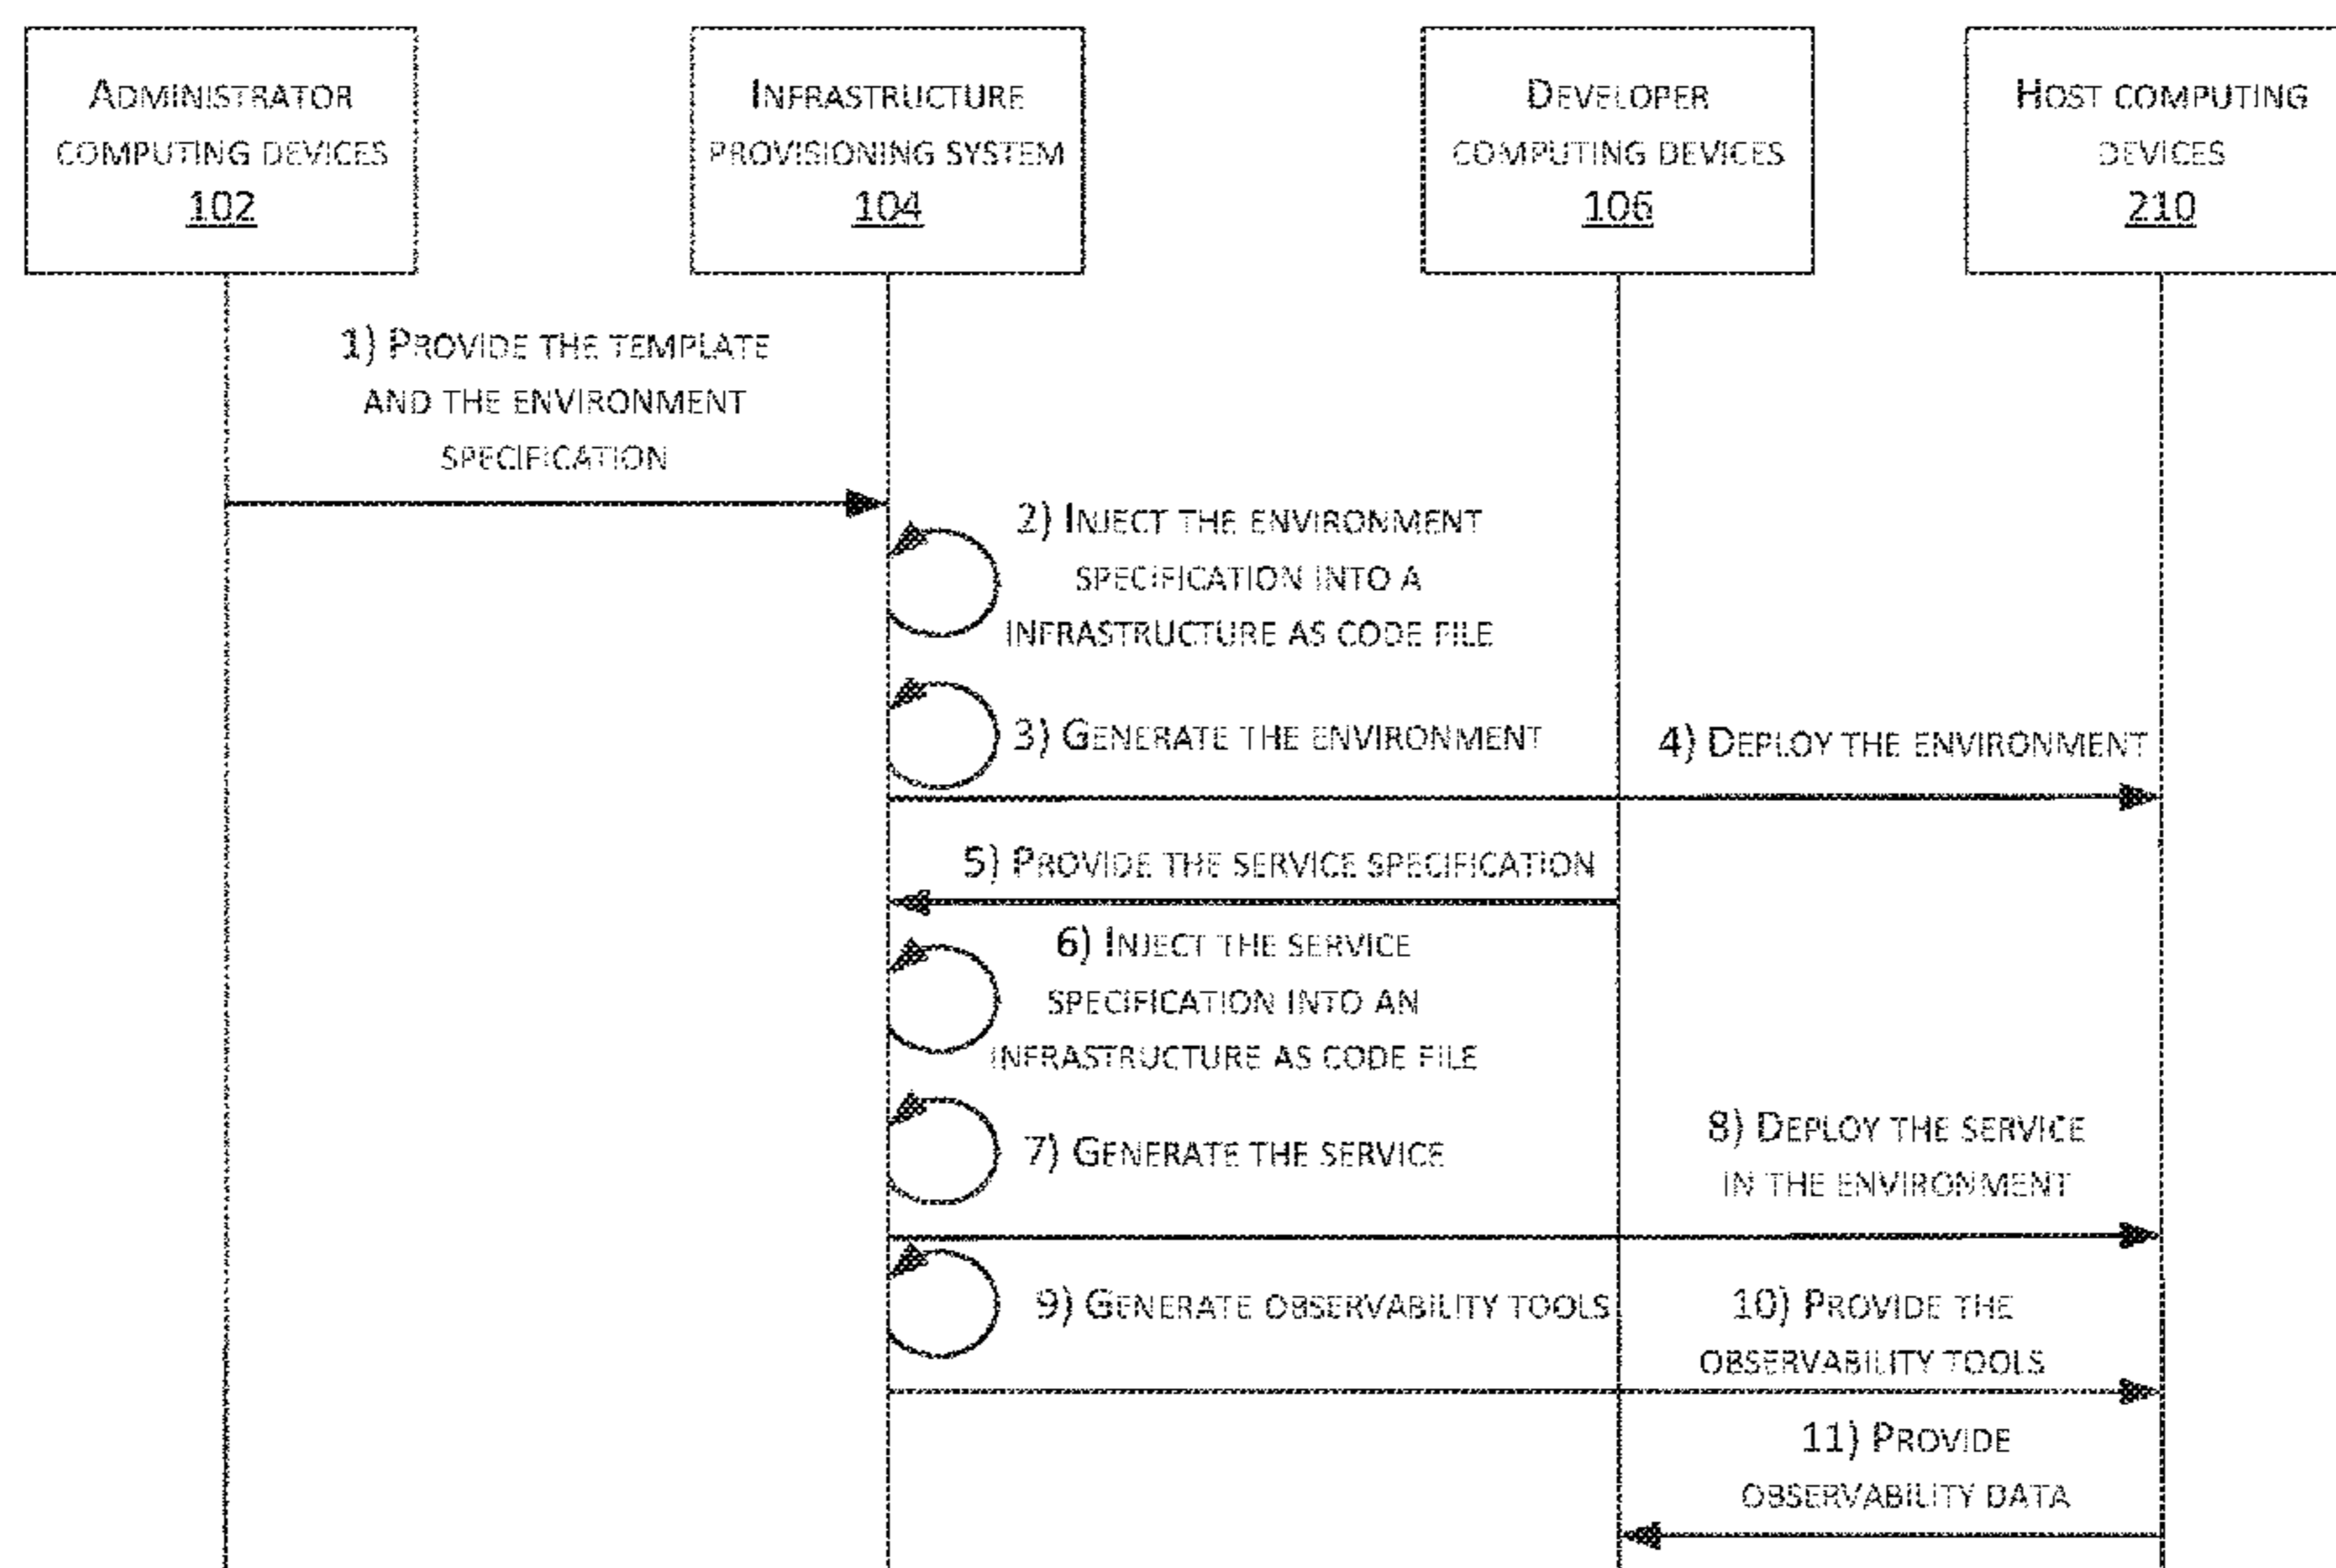 ADMINISTRATOR
COMPUTING DEVICES
102
INFRASTRUCTURE
PROVISIONING SYSTEM
104
DEVELOPER
COMPUTING DEVICES
106
HOST COMPUTING
DEVICES
210
1) PROVIDE THE TEMPLATE
AND THE ENVIRONMENT
SPECIFICATION
2) INJECT THE ENVIRONMENT
SPECIFICATION INTO A
INFRASTRUCTURE AS CODE FILE
3) GENERATE THE ENVIRONMENT
4) DEPLOY THE ENVIRONMENT
5) PROVIDE THE SERVICE SPECIFICATION
6) INJECT THE SERVICE
SPECIFICATION INTO AN
INFRASTRUCTURE AS CODE FILE
7) GENERATE THE SERVICE
8) DEPLOY THE SERVICE
IN THE ENVIRONMENT
9) GENERATE OBSERVABILITY TOOLS
10) PROVIDE THE
OBSERVABILITY TOOLS
11) PROVIDE
OBSERVABILITY DATA